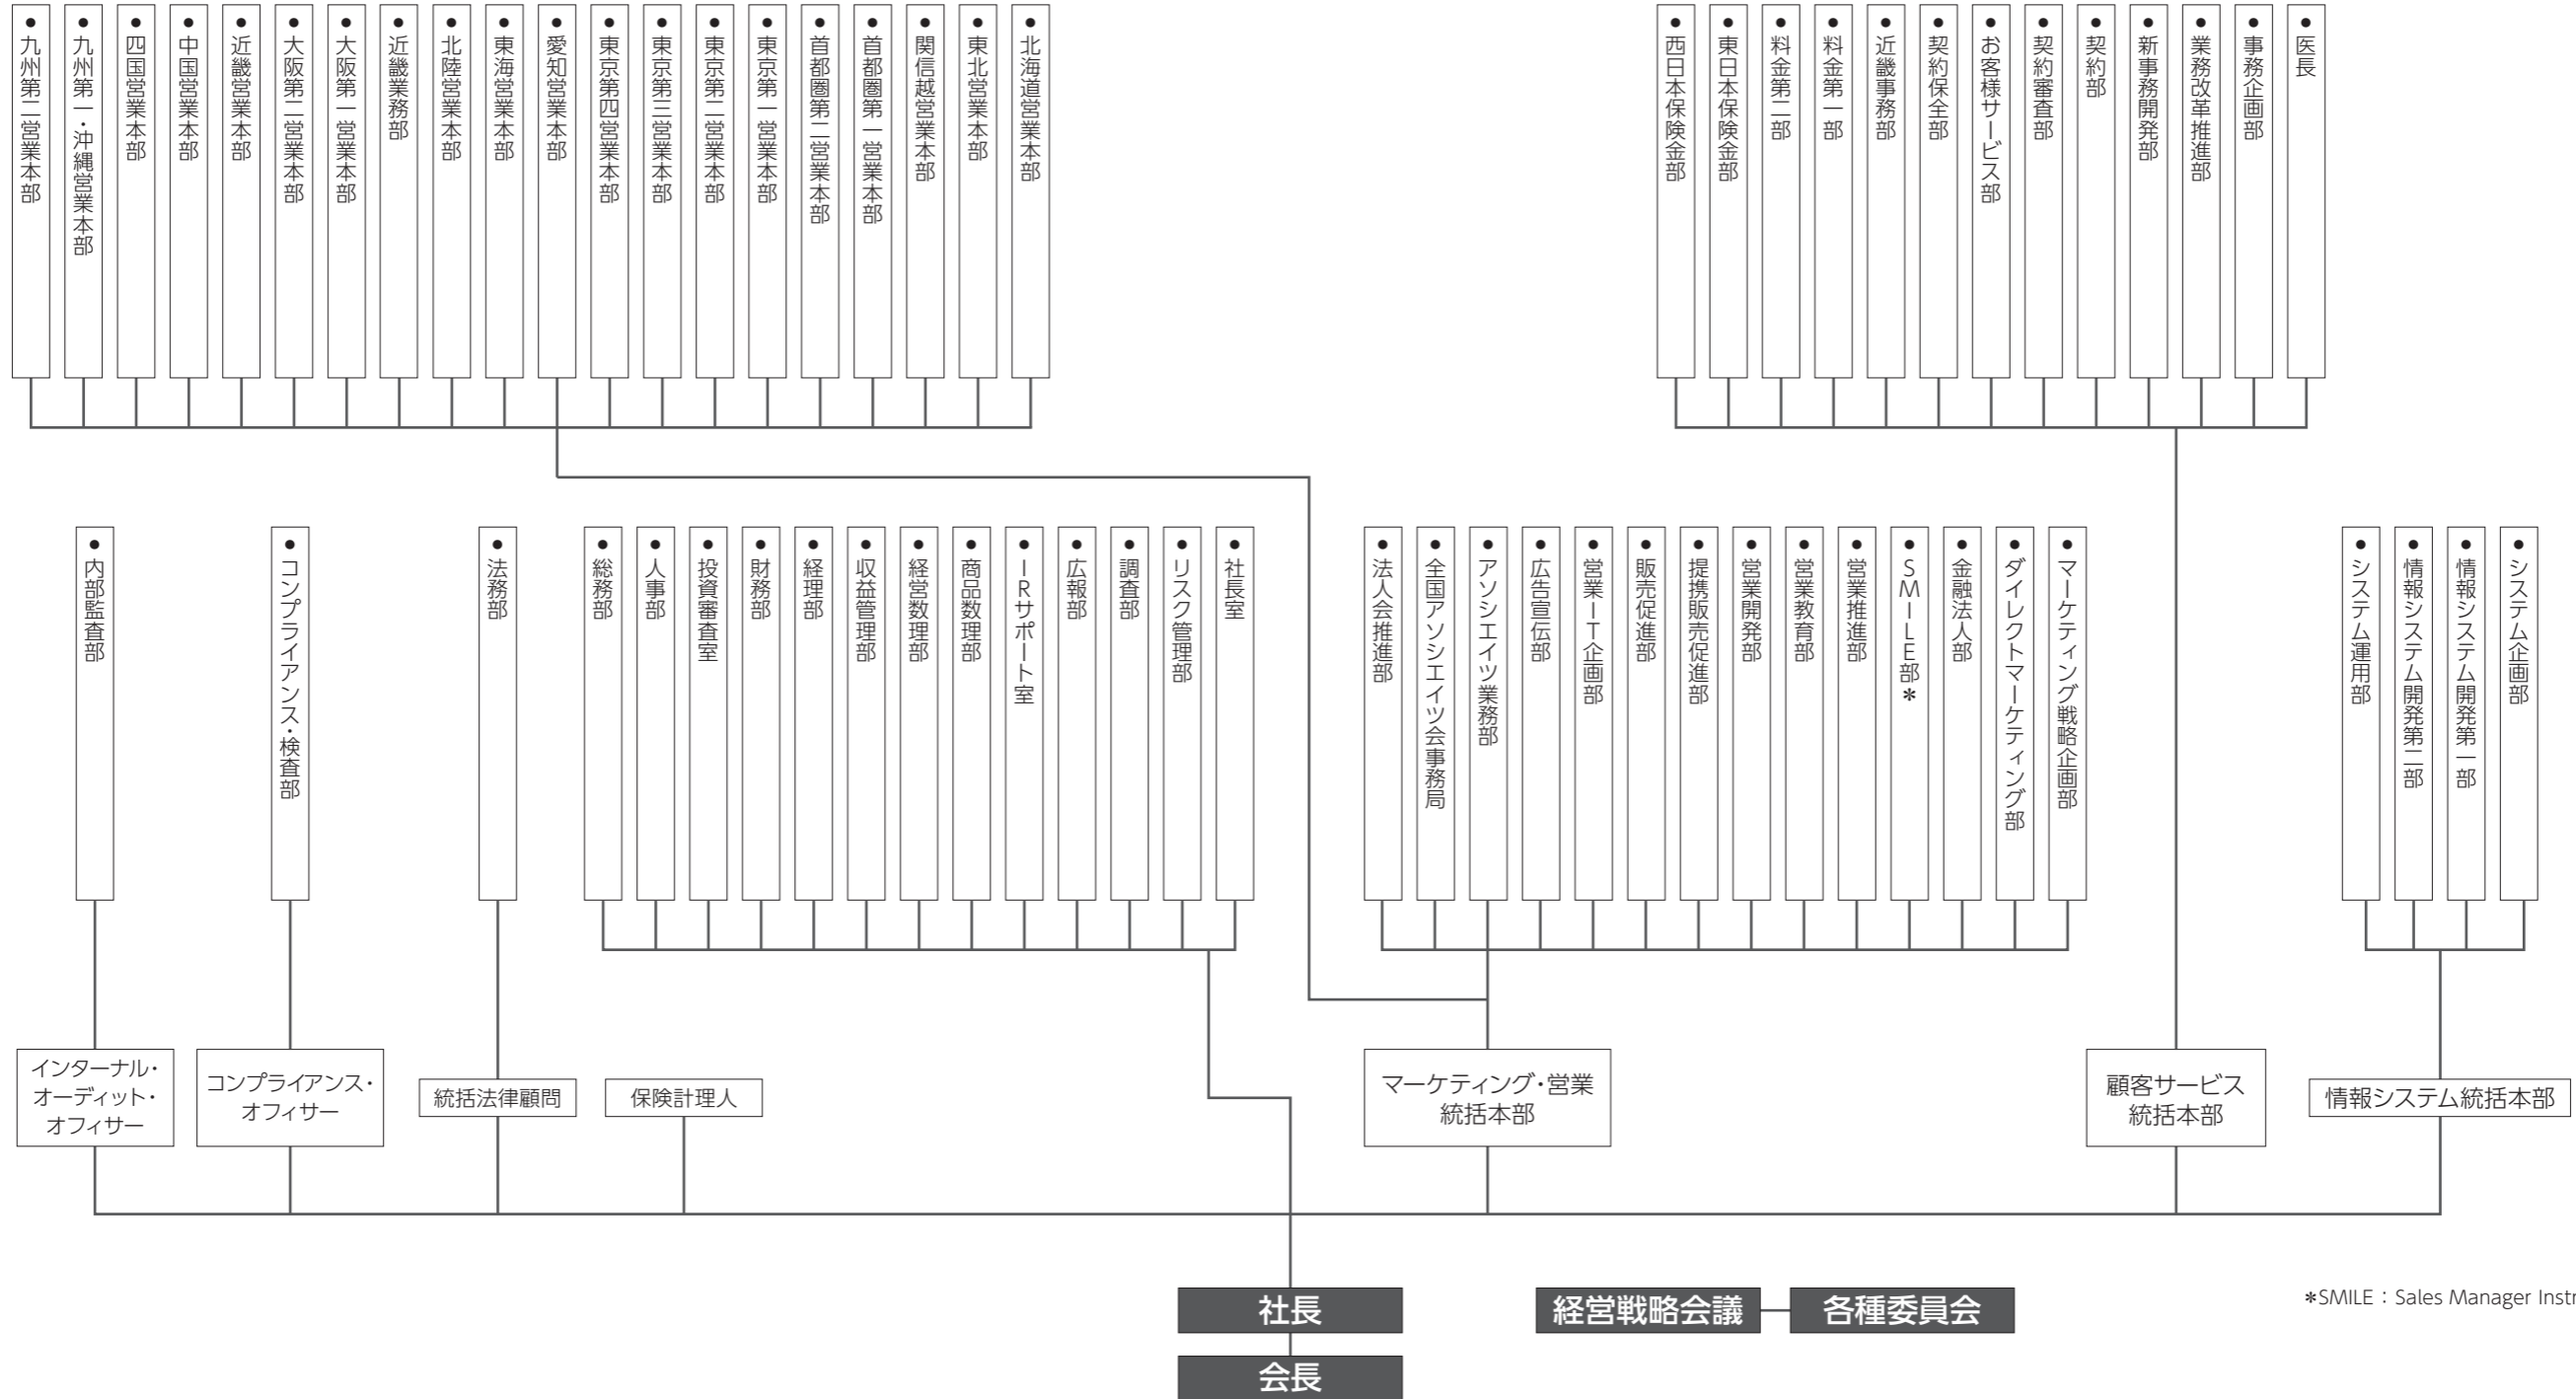 ● 九州第二営業本部
● 九州第一・沖縄営業本部
● 四国営業本部
● 中国営業本部
● 近畿営業本部
● 大阪第二営業本部
● 大阪第一営業本部
● 近畿業務部
● 北陸営業本部
● 東海営業本部
● 愛知営業本部
● 東京第四営業本部
● 東京第三営業本部
● 東京第二営業本部
● 東京第一営業本部
● 首都圏第二営業本部
● 首都圏第一営業本部
● 関信越営業本部
● 東北営業本部
● 北海道営業本部
● 西日本保険金部
● 東日本保険金部
● 料金第二部
● 料金第一部
● 近畿事務部
● 契約保全部
● お客様サービス部
● 契約審査部
● 契約部
● 新事務開発部
● 業務改革推進部
● 事務企画部
● 医長
● 内部監査部
● コンプライアンス・検査部
● 法務部
● 総務部
● 人事部
● 投資審査室
● 財務部
● 経理部
● 収益管理部
● 経営数理部
● 商品数理部
● IRサポート室
● 広報部
● 調査部
● リスク管理部
● 社長室
● 法人会推進部
● 全国アソシエイツ会事務局
● アソシエイツ業務部
● 広告宣伝部
● 営業IT企画部
● 販売促進部
● 提携販売促進部
● 営業開発部
● 営業教育部
● 営業推進部
● SMILE部＊
● 金融法人部
● ダイレクトマーケティング部
● マーケティング戦略企画部
● システム運用部
● 情報システム開発第二部
● 情報システム開発第一部
● システム企画部
インターナル・
オーディット・
オフィサー
コンプライアンス・
オフィサー
統括法律顧問
保険計理人
マーケティング・営業
統括本部
顧客サービス
統括本部
情報システム統括本部
社長
経営戦略会議
各種委員会
会長
＊SMILE：Sales Manager